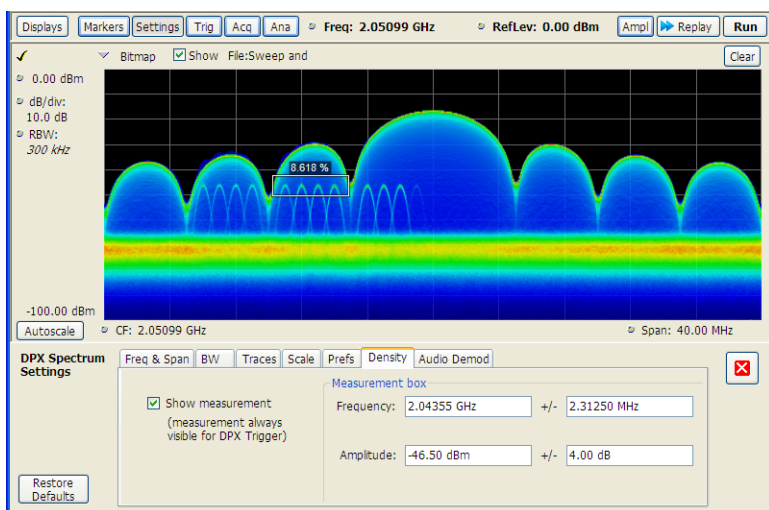 Displays Markers Settings Trig Acq Ana Freq: 2.05099 GHz RefLev: 0.00 dBm Ampl Replay Run
Bitmap Show File:Sweep and Clear
0.00 dBm
dB/div:
10.0 dB
RBW:
300 kHz
8.618 %
-100.00 dBm
Autoscale CF: 2.05099 GHz Span: 40.00 MHz
DPX Spectrum
Settings
Freq & Span BW Traces Scale Prefs Density Audio Demod
Measurement box
Show measurement
(measurement always
visible for DPX Trigger)
Frequency: 2.04355 GHz +/- 2.31250 MHz
Amplitude: -46.50 dBm +/- 4.00 dB
Restore
Defaults